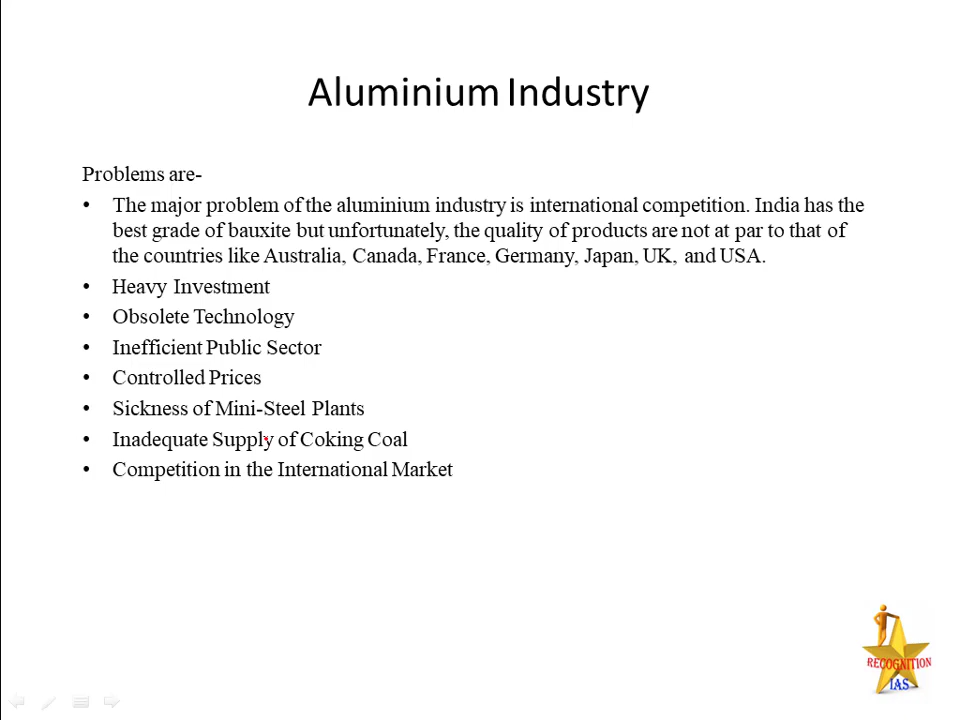 Aluminium Industry
Problems are-
• The major problem of the aluminium industry is international competition. India has the
best grade of bauxite but unfortunately, the quality of products are not at par to that of
the countries like Australia, Canada, France, Germany, Japan, UK, and USA.
• Heavy Investment
• Obsolete Technology
• Inefficient Public Sector
• Controlled Prices
• Sickness of Mini-Steel Plants
• Inadequate Supply of Coking Coal
• Competition in the International Market
RECOGNITION
IAS